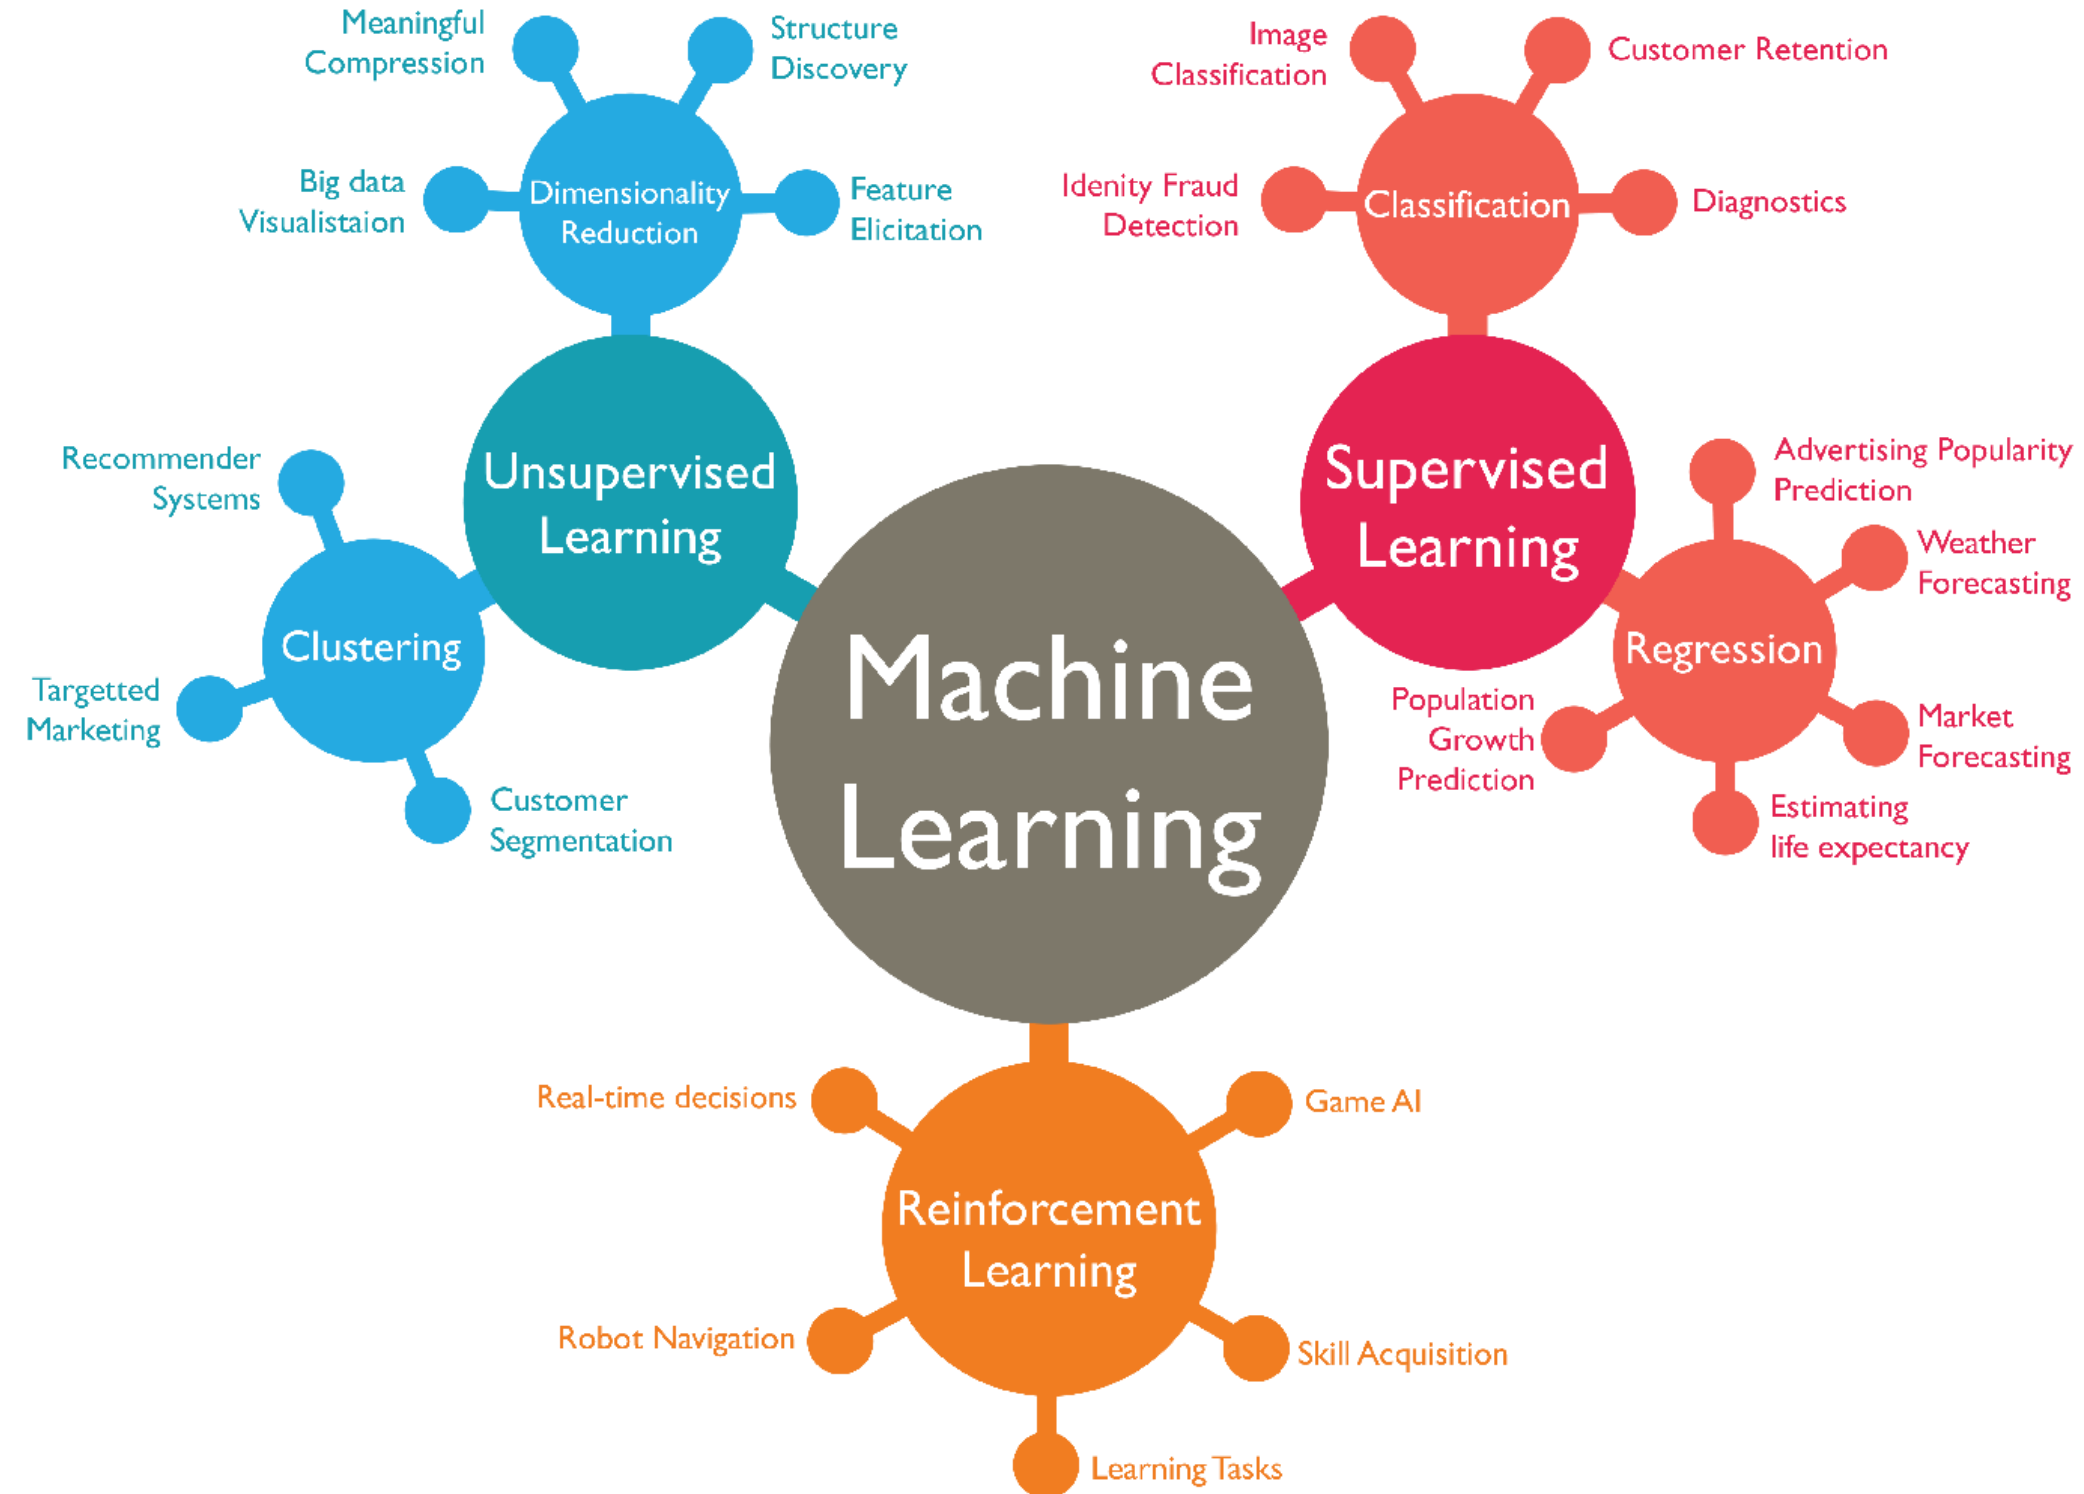 Meaningful
Compression
Structure
Discovery
Big data
Visualistaion
Dimensionality
Reduction
Feature
Elicitation
Image
Classification
Customer Retention
Idenity Fraud
Detection
Classification
Diagnostics
Unsupervised
Learning
Supervised
Learning
Recommender
Systems
Clustering
Targetted
Marketing
Customer
Segmentation
Machine
Learning
Advertising Popularity
Prediction
Weather
Forecasting
Regression
Population
Growth
Prediction
Market
Forecasting
Estimating
life expectancy
Real-time decisions
Game AI
Reinforcement
Learning
Robot Navigation
Skill Acquisition
Learning Tasks